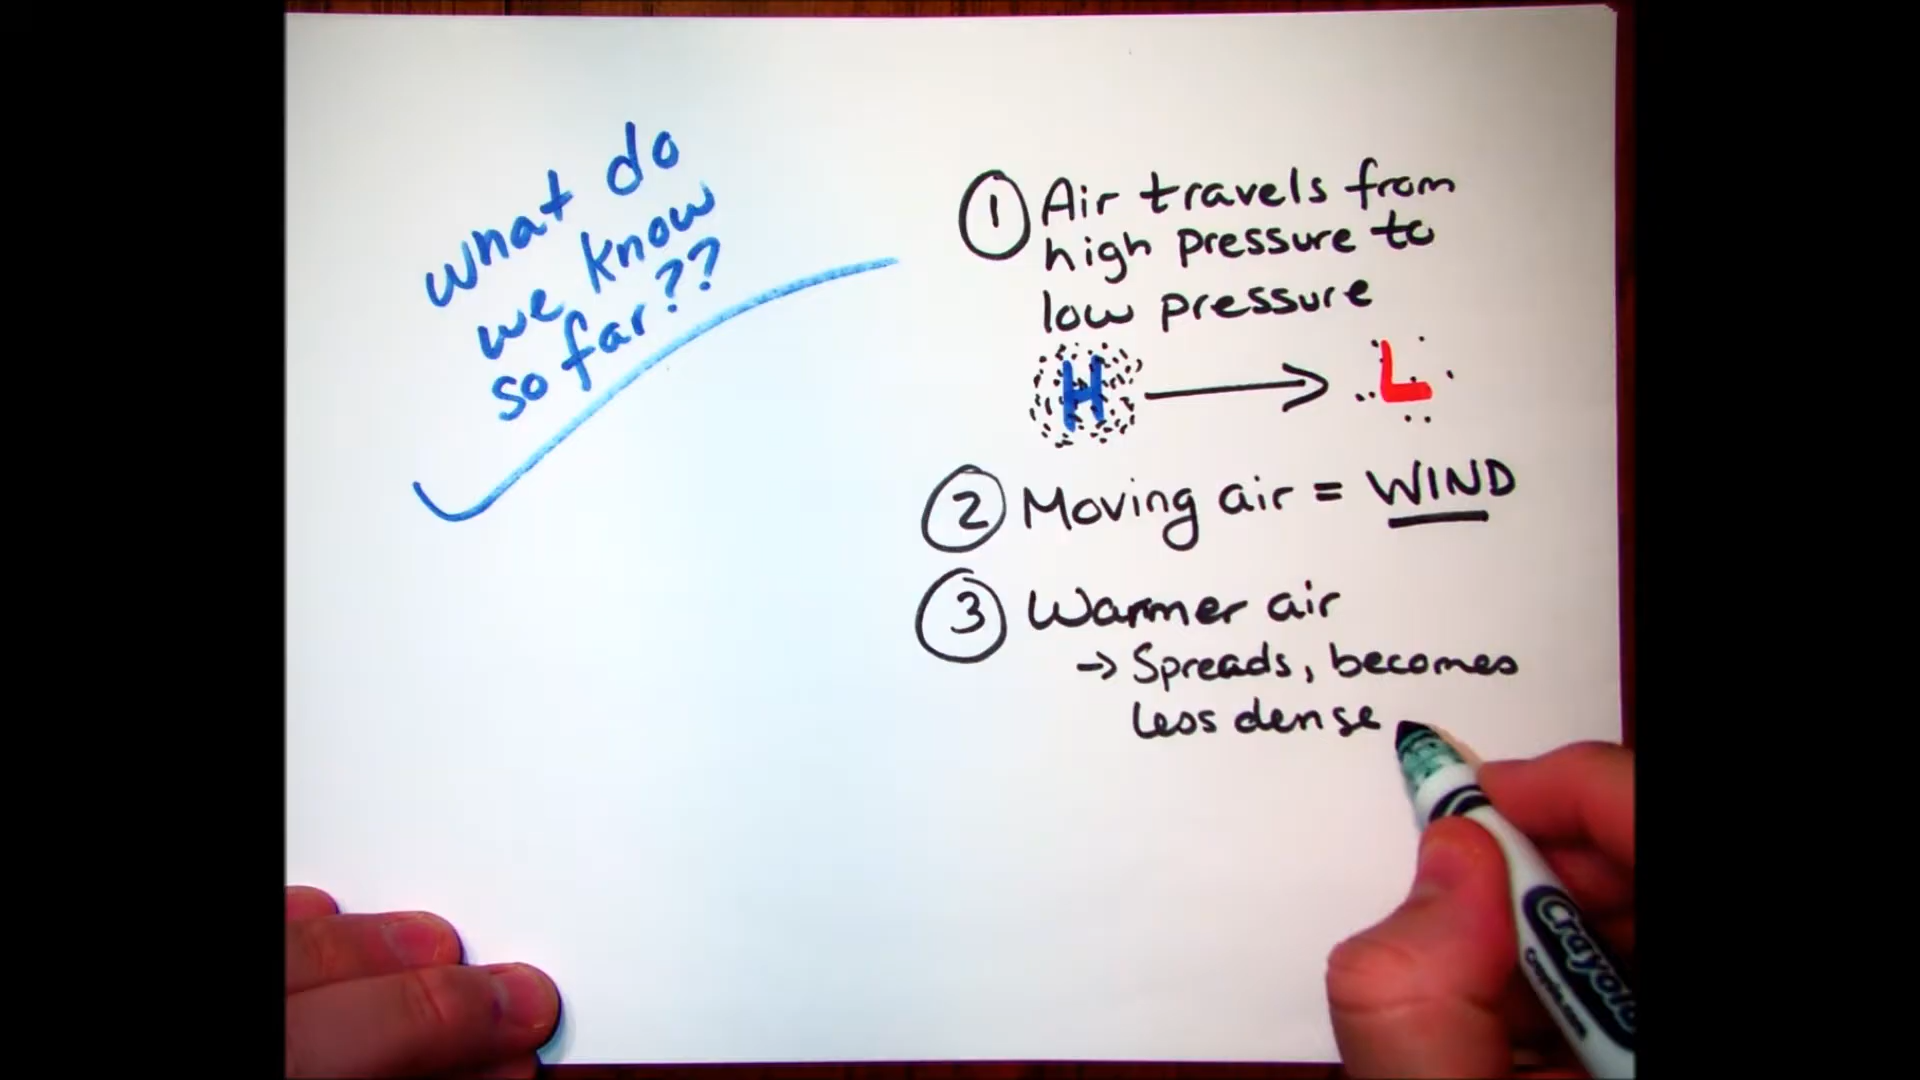 What do
we know
so far??
1 Air travels from
high pressure to
low pressure
H → L
2 Moving air = WIND
3 Warmer air
→ Spreads, becomes
less dense
Crayola